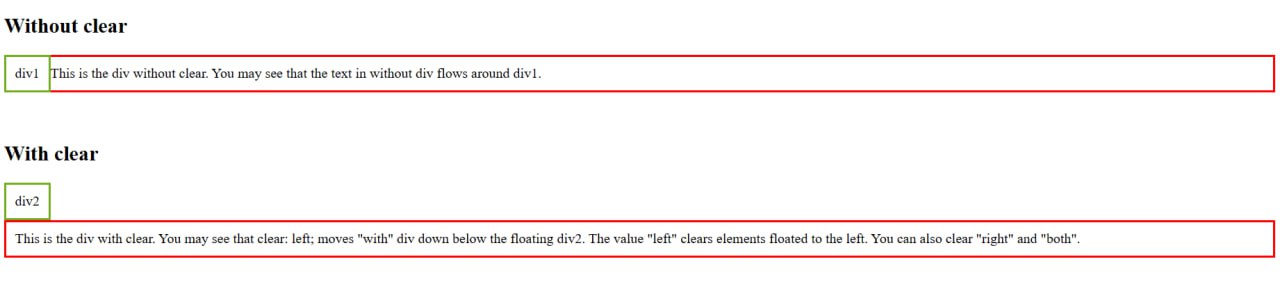 Without clear
div1 This is the div without clear. You may see that the text in without div flows around div1.
With clear
div2
This is the div with clear. You may see that clear: left; moves "with" div down below the floating div2. The value "left" clears elements floated to the left. You can also clear "right" and "both".